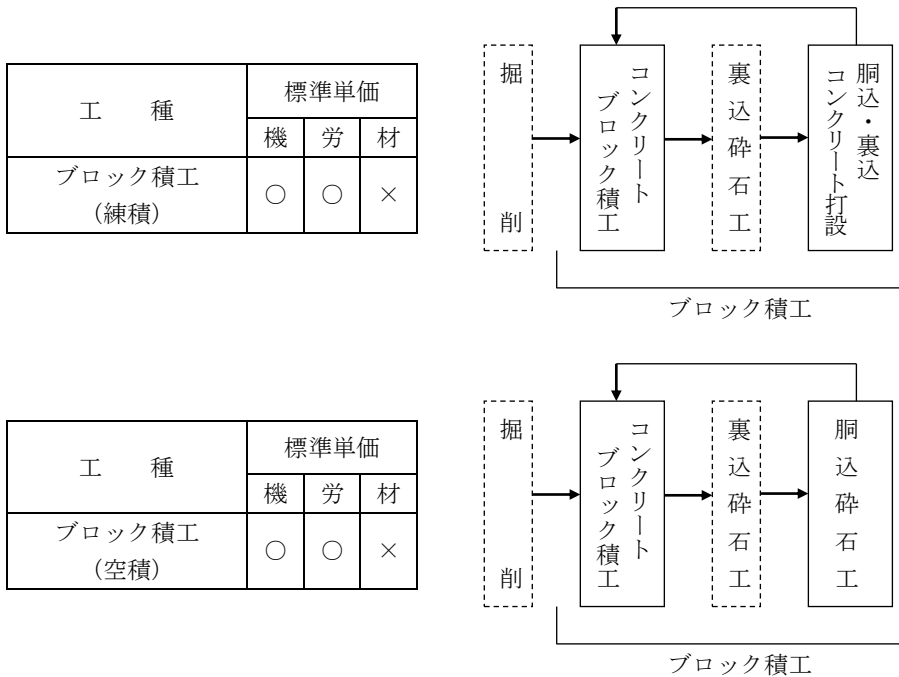 工　　種
標準単価
機 労 材
ブロック積工
(練積)
○ ○ ×
掘削
コンクリート
ブロック積工
裏込砕石工
胴込・裏込
コンクリート打設
ブロック積工
工　　種
標準単価
機 労 材
ブロック積工
(空積)
○ ○ ×
掘削
コンクリート
ブロック積工
裏込砕石工
胴込砕石工
ブロック積工